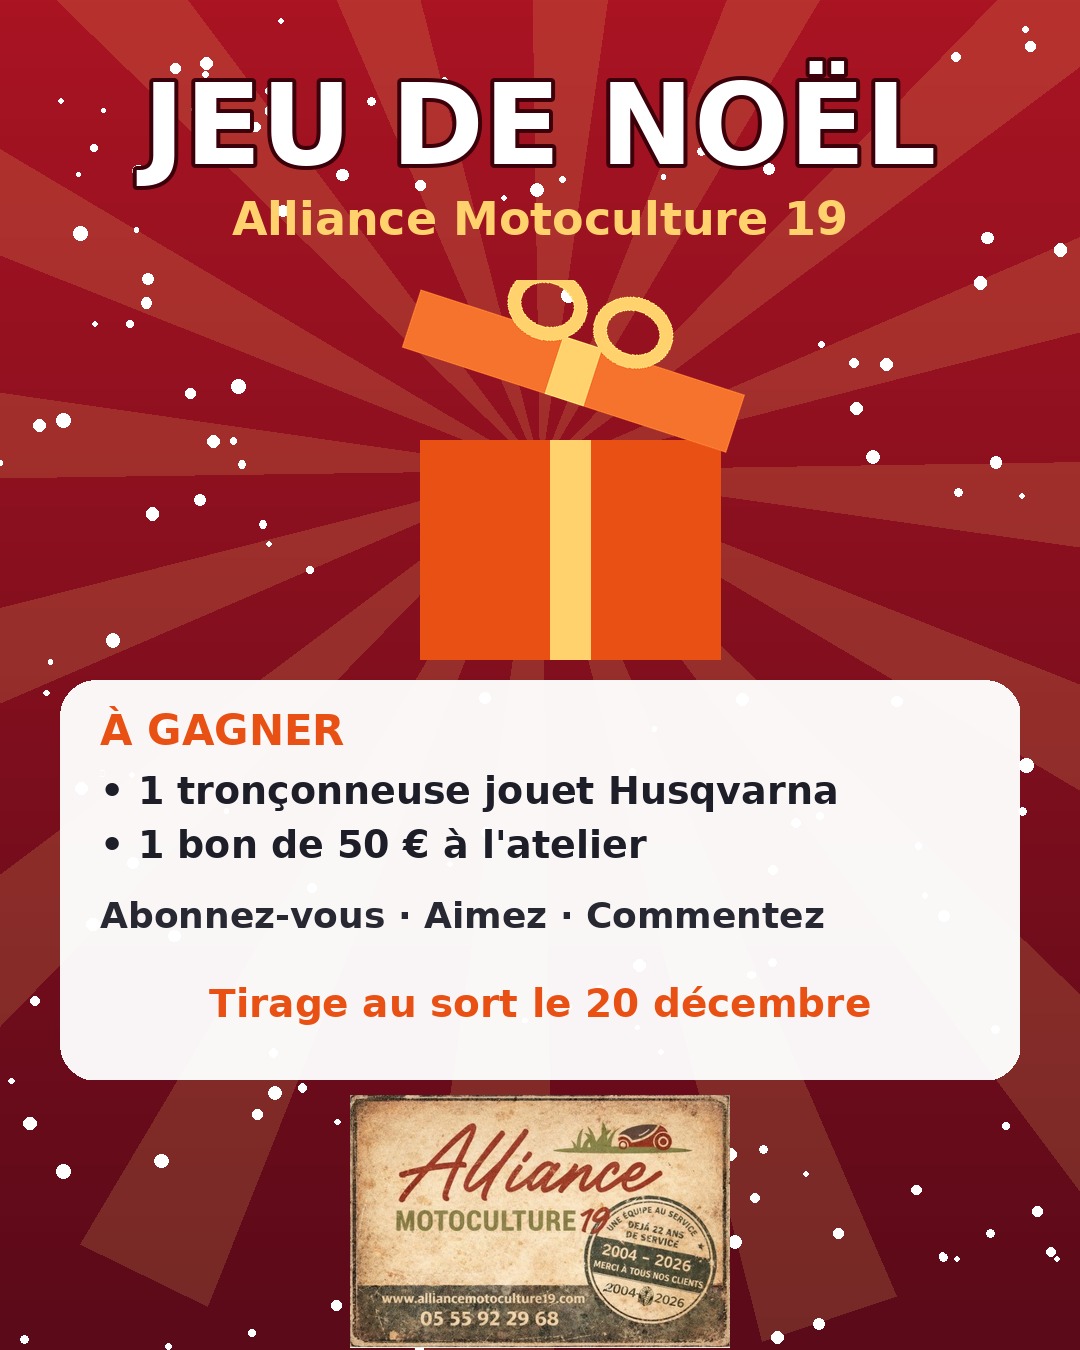 JEU DE NOËL
Alliance Motoculture 19
À GAGNER
• 1 tronçonneuse jouet Husqvarna
• 1 bon de 50 € à l'atelier
Abonnez-vous · Aimez · Commentez
Tirage au sort le 20 décembre
Alliance
MOTOCULTURE 19
UNE ÉQUIPE AU SERVICE
DEJÁ 22 ANS
DE SERVICE
2004 – 2026
MERCI À TOUS NOS CLIENTS
2004 2026
www.alliancemotoculture19.com
05 55 92 29 68